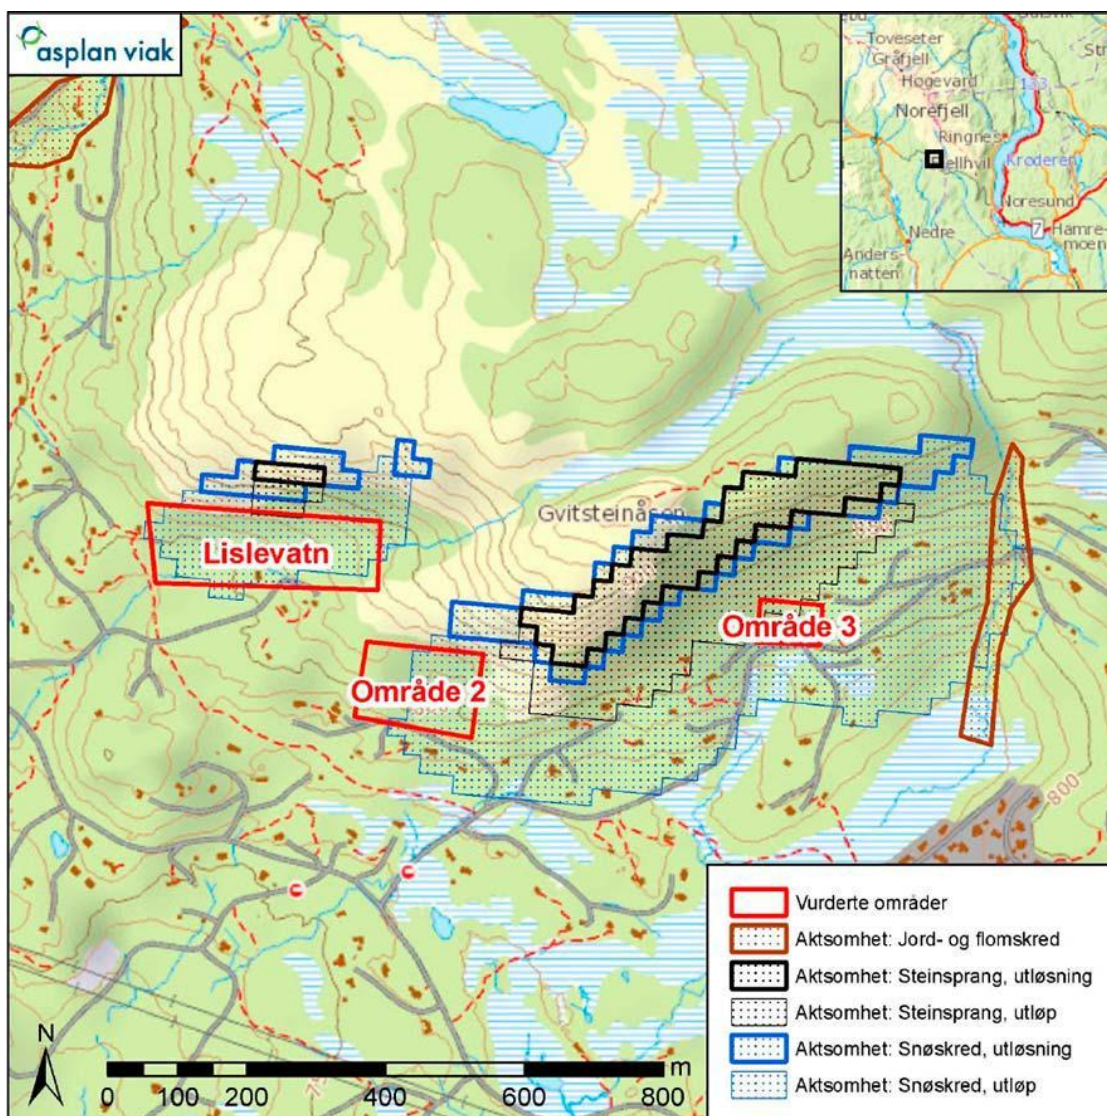 asplan viak
Toveseter
Gråfjell
Høgevard
Norefjell
Ringnes
Krøderen
Noresund
7
Nedre
Hamre-
moen
Anders-
natten
Gvitsteinåsen
900
Lislevatn
Område 3
Område 2
800
Vurderte områder
Aktsomhet: Jord- og flomskred
Aktsomhet: Steinsprang, utløsning
Aktsomhet: Steinsprang, utløp
Aktsomhet: Snøskred, utløsning
Aktsomhet: Snøskred, utløp
N
m
0 100 200 400 600 800